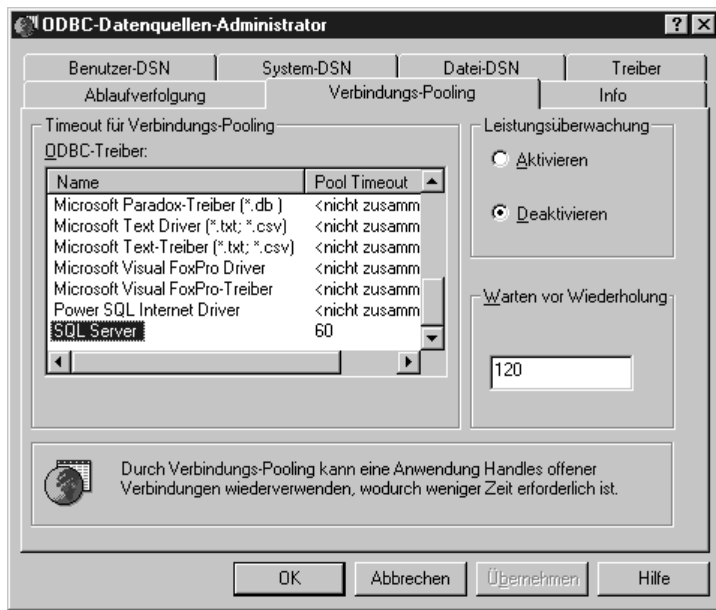 ODBC-Datenquellen-Administrator
Benutzer-DSN System-DSN Datei-DSN Treiber
Ablaufverfolgung Verbindungs-Pooling Info
Timeout für Verbindungs-Pooling
ODBC-Treiber:
Name Pool Timeout
Microsoft Paradox-Treiber (*.db ) <nicht zusamm
Microsoft Text Driver (*.txt; *.csv) <nicht zusamm
Microsoft Text-Treiber (*.txt; *.csv) <nicht zusamm
Microsoft Visual FoxPro Driver <nicht zusamm
Microsoft Visual FoxPro-Treiber <nicht zusamm
Power SQL Internet Driver <nicht zusamm
SQL Server 60
Leistungsüberwachung
Aktivieren
Deaktivieren
Warten vor Wiederholung
120
Durch Verbindungs-Pooling kann eine Anwendung Handles offener
Verbindungen wiederverwenden, wodurch weniger Zeit erforderlich ist.
OK Abbrechen Übernehmen Hilfe